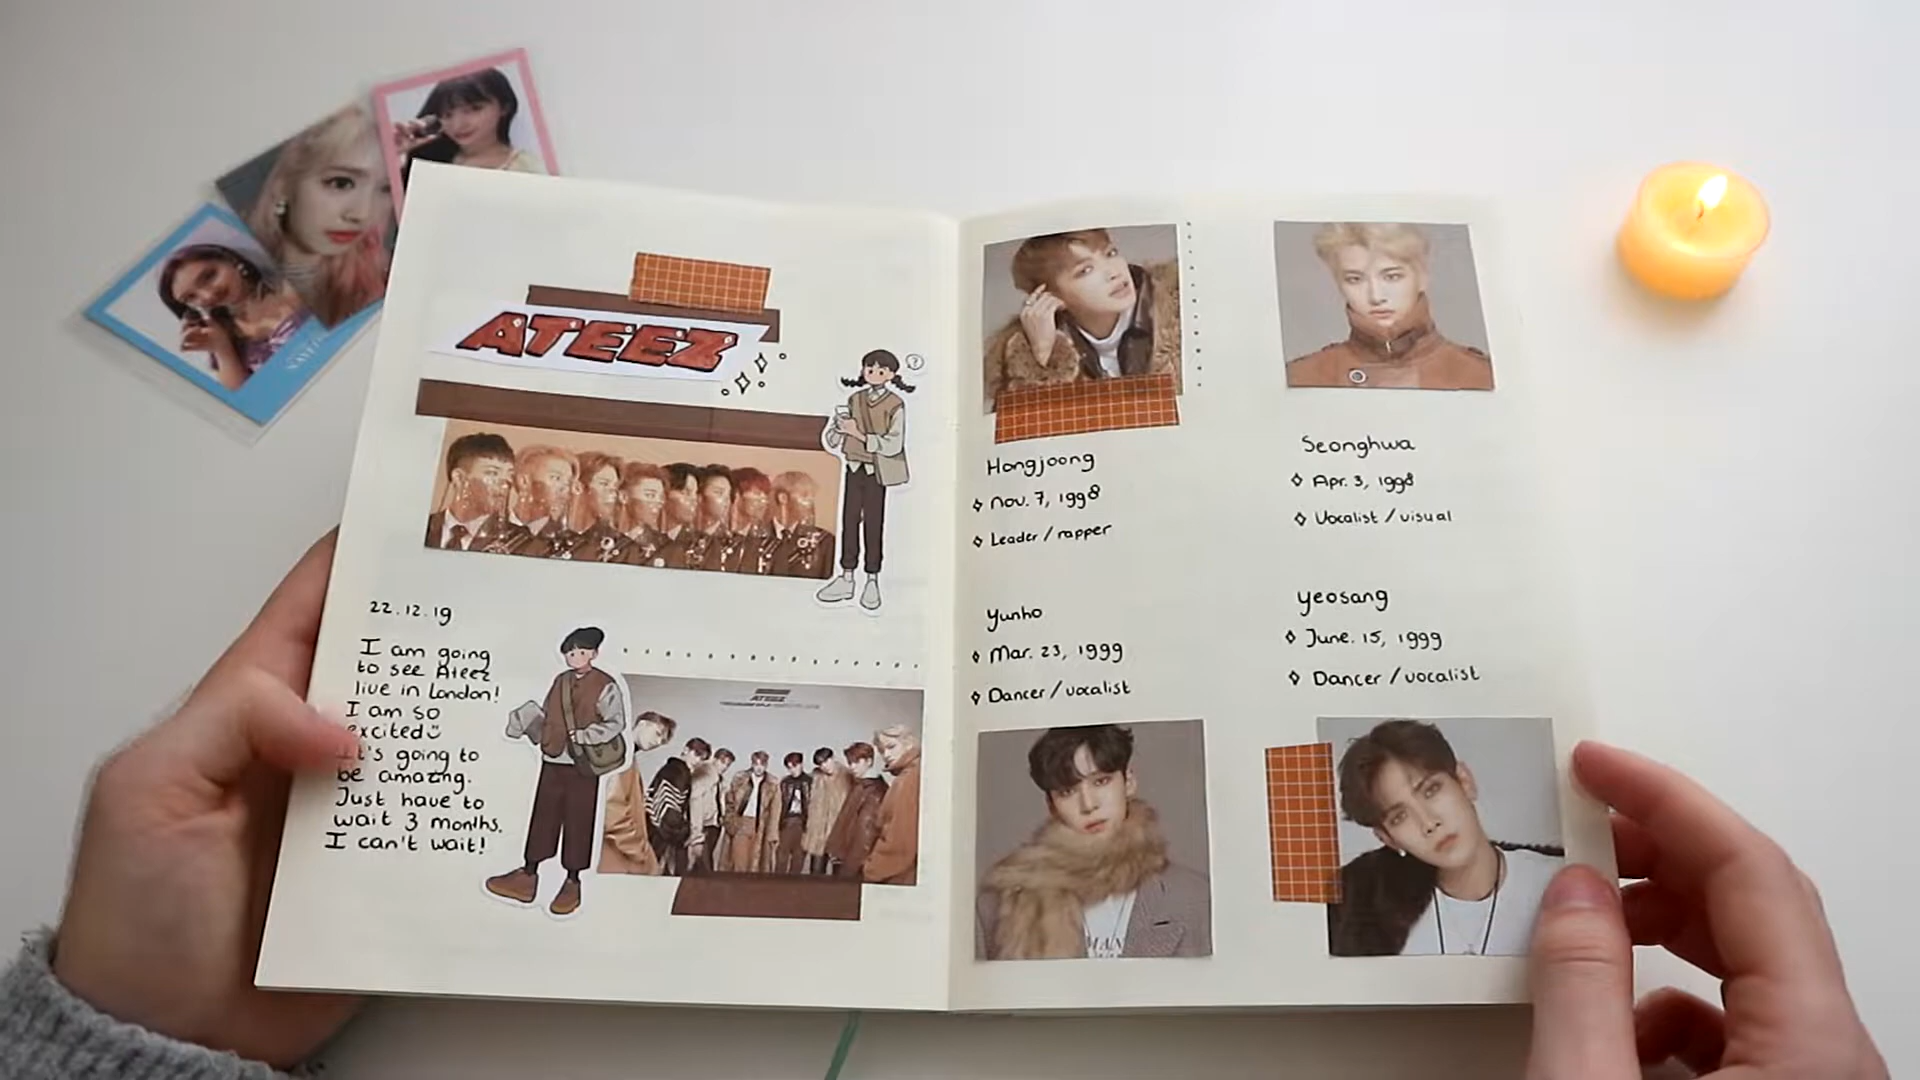 ATEEZ
?
22.12.19
I am going
to see Ateez
live in London!
I am so
excited
It's going to
be amazing.
Just have to
wait 3 months.
I can't wait!
ATEEZ
Hongjoong
Nov. 7, 1998
Leader / rapper
Seonghwa
Apr. 3, 1998
Vocalist / visual
Yunho
Mar. 23, 1999
Dancer / vocalist
Yeosang
June. 15, 1999
Dancer / vocalist